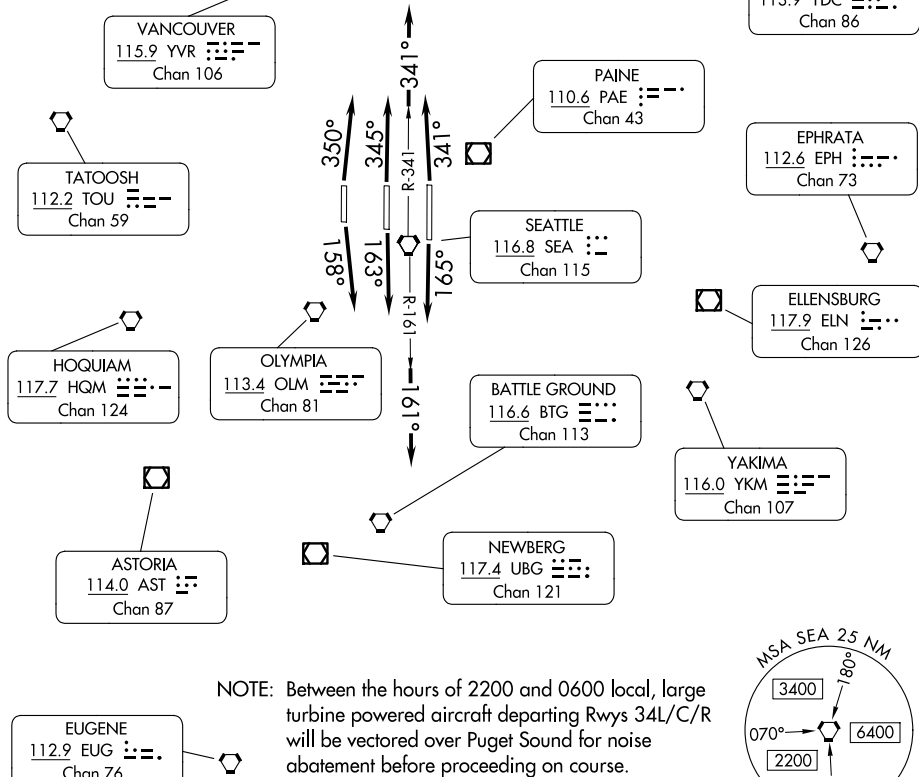 VANCOUVER
115.9 YVR
Chan 106
Chan 86
341°
PAINE
110.6 PAE
Chan 43
350°
345°
341°
R-341
TATOOSH
112.2 TOU
Chan 59
EPHRATA
112.6 EPH
Chan 73
SEATTLE
116.8 SEA
Chan 115
158°
163°
165°
R-161
161°
ELLENSBURG
117.9 ELN
Chan 126
HOQUIAM
117.7 HQM
Chan 124
OLYMPIA
113.4 OLM
Chan 81
BATTLE GROUND
116.6 BTG
Chan 113
YAKIMA
116.0 YKM
Chan 107
ASTORIA
114.0 AST
Chan 87
NEWBERG
117.4 UBG
Chan 121
MSA SEA 25 NM
180°
3400
070°
6400
2200
NOTE: Between the hours of 2200 and 0600 local, large
turbine powered aircraft departing Rwys 34L/C/R
will be vectored over Puget Sound for noise
abatement before proceeding on course.
EUGENE
112.9 EUG
Chan 76